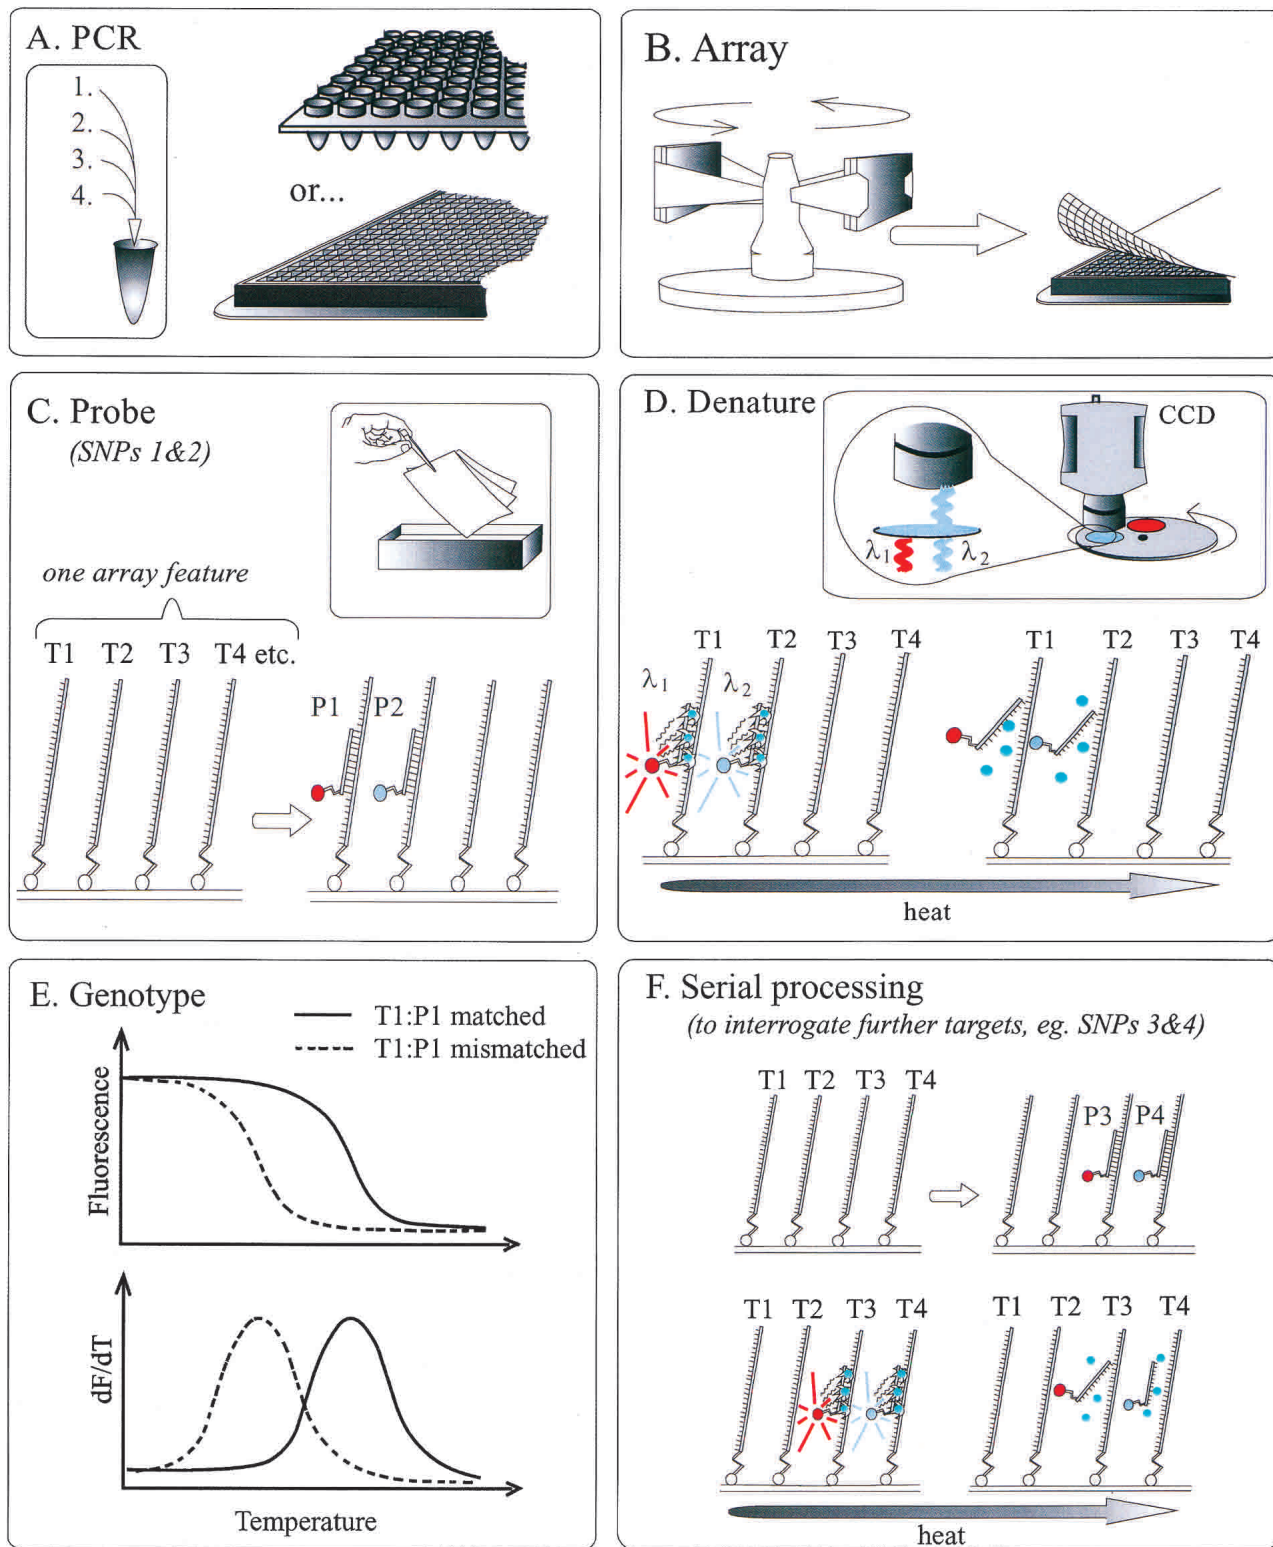 A. PCR
1.
2.
3.
4.
or...
B. Array
C. Probe
(SNPs 1&2)
one array feature
T1 T2 T3 T4 etc.
P1 P2
D. Denature
CCD
λ1 λ2
T1 T2 T3 T4 T1 T2 T3 T4
λ1 λ2
heat
E. Genotype
T1:P1 matched
T1:P1 mismatched
Fluorescence
dF/dT
Temperature
F. Serial processing
(to interrogate further targets, eg. SNPs 3&4)
T1 T2 T3 T4
P3 P4
T1 T2 T3 T4 T1 T2 T3 T4
heat